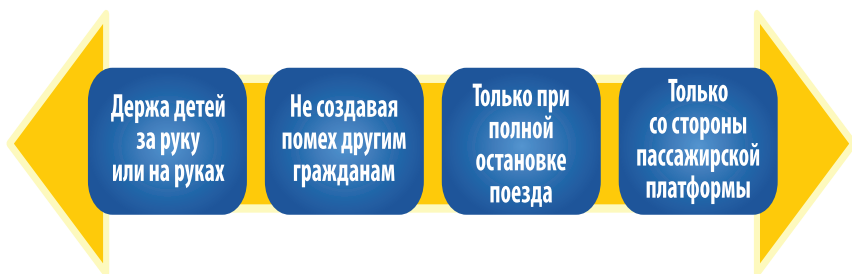 Держа детей
за руку
или на руках
Не создавая
помех другим
гражданам
Только при
полной
остановке
поезда
Только
со стороны
пассажирской
платформы